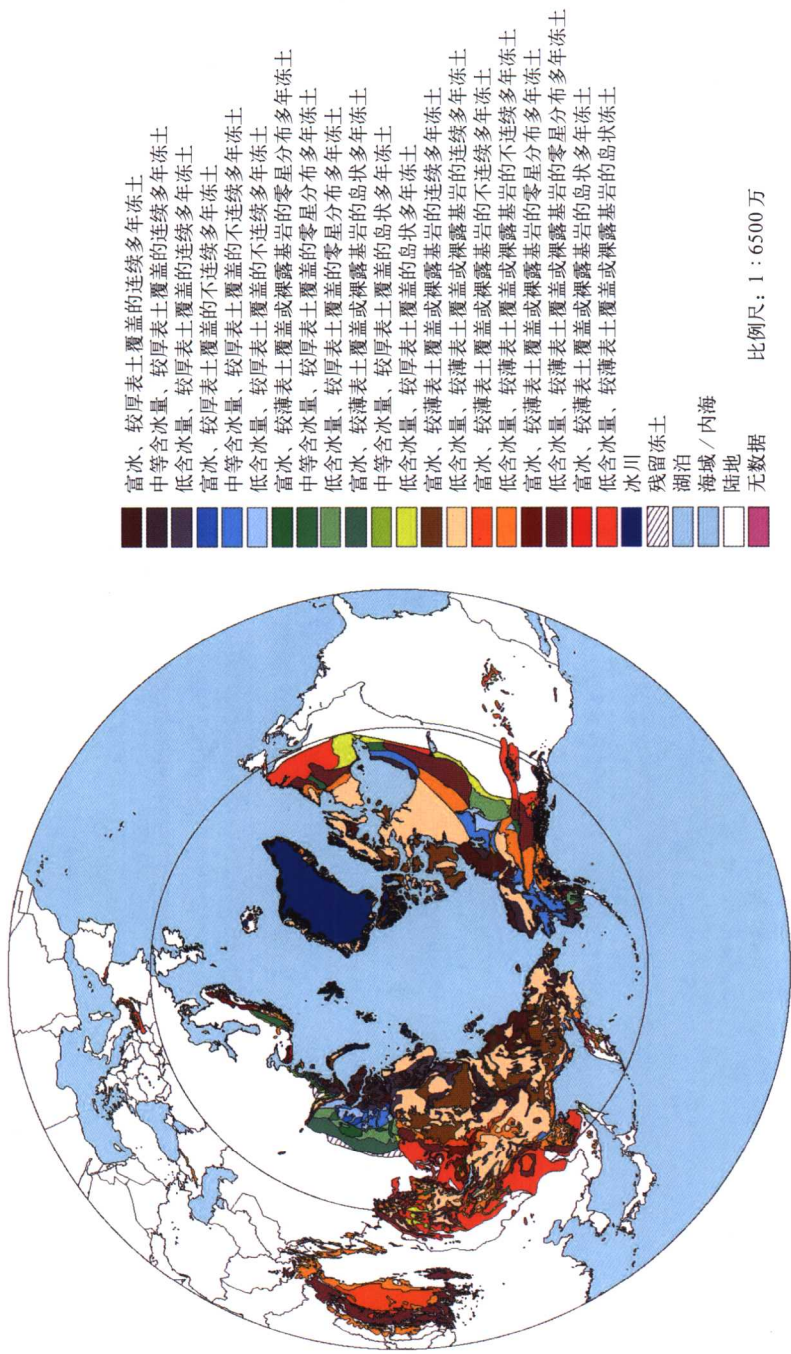 富冰、较厚表土覆盖的连续多年冻土
中等含冰量、较厚表土覆盖的连续多年冻土
低含冰量、较厚表土覆盖的连续多年冻土
富冰、较厚表土覆盖的不连续多年冻土
中等含冰量、较厚表土覆盖的不连续多年冻土
低含冰量、较厚表土覆盖的不连续多年冻土
富冰、较薄表土覆盖或裸露基岩的零星分布多年冻土
中等含冰量、较厚表土覆盖的零星分布多年冻土
低含冰量、较厚表土覆盖的零星分布多年冻土
富冰、较薄表土覆盖或裸露基岩的岛状多年冻土
中等含冰量、较厚表土覆盖的岛状多年冻土
低含冰量、较厚表土覆盖的岛状多年冻土
富冰、较薄表土覆盖或裸露基岩的连续多年冻土
低含冰量、较薄表土覆盖或裸露基岩的连续多年冻土
富冰、较薄表土覆盖或裸露基岩的不连续多年冻土
低含冰量、较薄表土覆盖或裸露基岩的不连续多年冻土
富冰、较薄表土覆盖或裸露基岩的零星分布多年冻土
低含冰量、较薄表土覆盖或裸露基岩的零星分布多年冻土
富冰、较薄表土覆盖或裸露基岩的岛状多年冻土
低含冰量、较薄表土覆盖或裸露基岩的岛状冻土
冰川
残留冻土
湖泊
海域/内海
陆地
无数据
比例尺：1：6500万